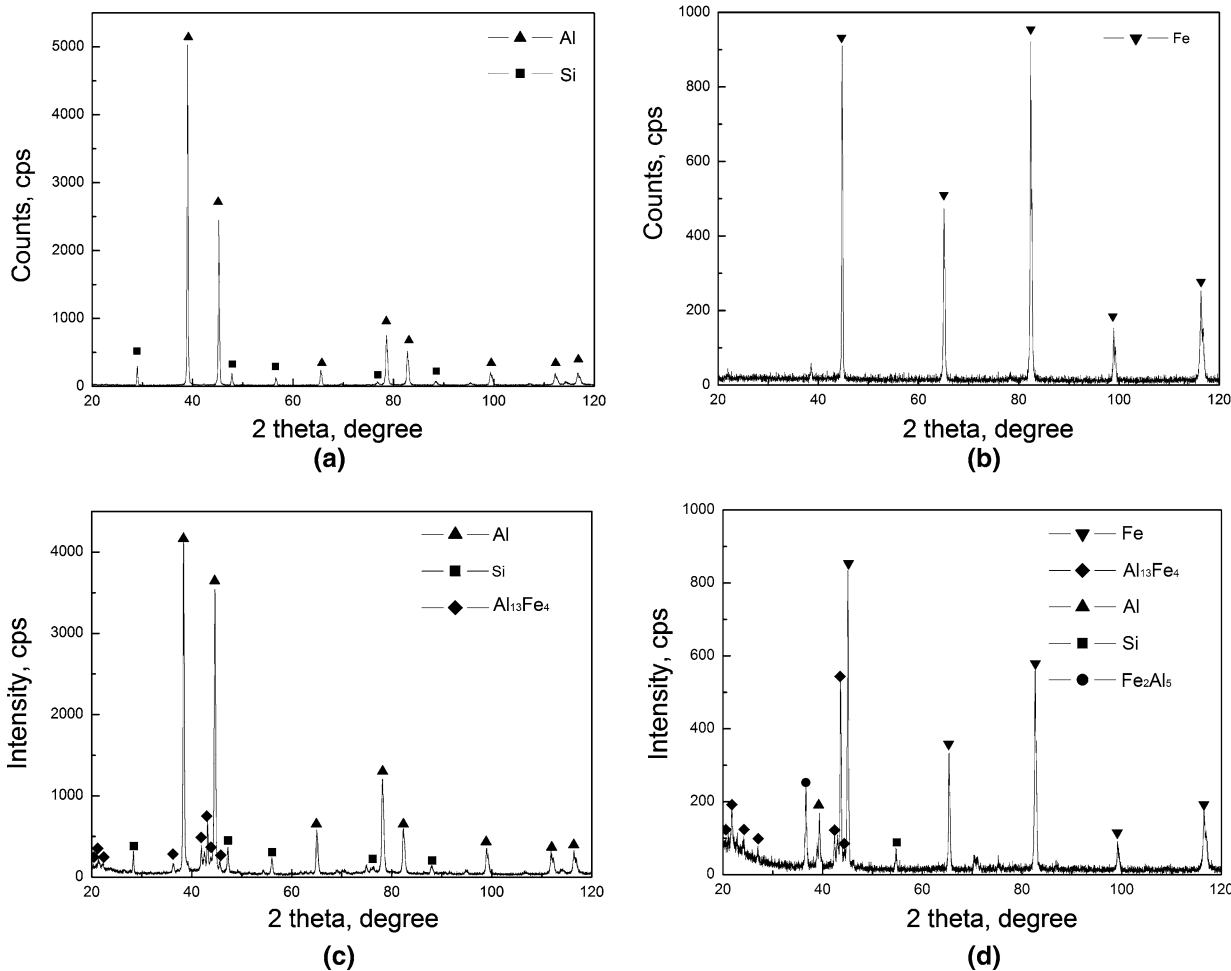 5000
4000
3000
2000
1000
0
Counts, cps
Al
Si
20 40 60 80 100 120
2 theta, degree
(a)
1000
800
600
400
200
0
Counts, cps
Fe
20 40 60 80 100 120
2 theta, degree
(b)
4000
3000
2000
1000
0
Intensity, cps
Al
Si
Al₁₃Fe₄
20 40 60 80 100 120
2 theta, degree
(c)
1000
800
600
400
200
0
Intensity, cps
Fe
Al₁₃Fe₄
Al
Si
Fe₂Al₅
20 40 60 80 100 120
2 theta, degree
(d)